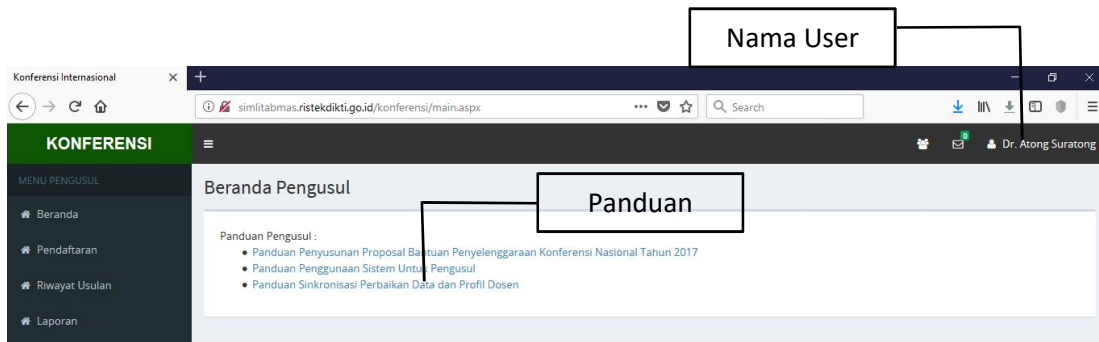 Nama User
Konferensi Internasional
simlitabmas.ristekdikti.go.id/konferensi/main.aspx
Search
KONFERENSI
0
Dr. Atong Suratong
MENU PENGUSUL
Beranda Pengusul
Panduan
Beranda
Panduan Pengusul :
Pendaftaran
Panduan Penyusunan Proposal Bantuan Penyelenggaraan Konferensi Nasional Tahun 2017
Panduan Penggunaan Sistem Untuk Pengusul
Riwayat Usulan
Panduan Sinkronisasi Perbaikan Data dan Profil Dosen
Laporan